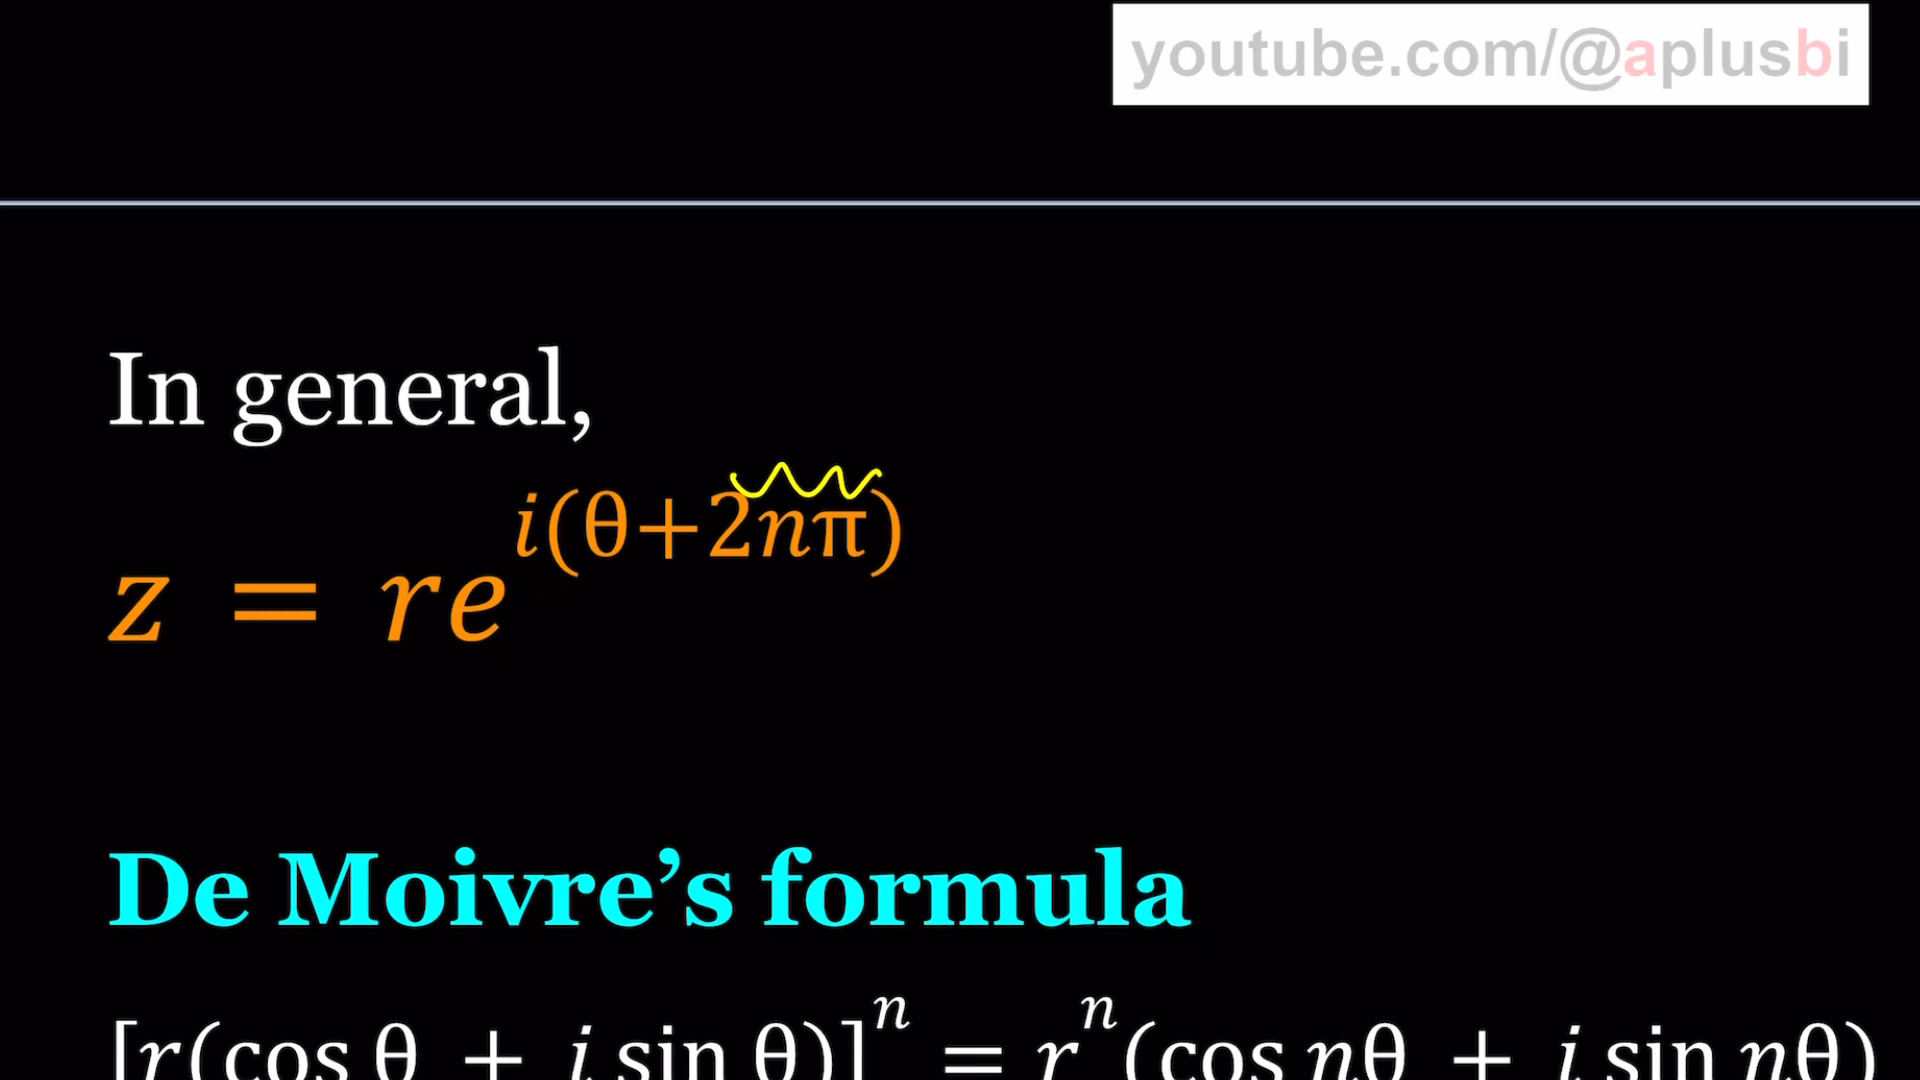 youtube.com/@aplusbi
In general,
z = re^{i(θ+2nπ)}
De Moivre’s formula
[r(cos θ + i sin θ)]^n = r^n(cos nθ + i sin nθ)